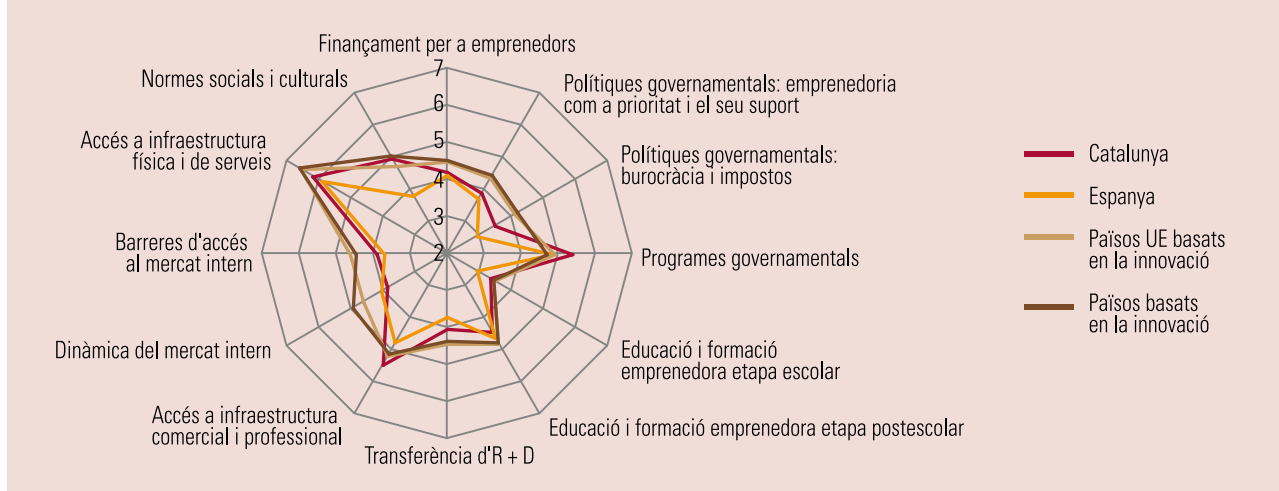 Finançament per a emprenedors
7
6
5
4
3
2
Polítiques governamentals: emprenedoria
com a prioritat i el seu suport
Polítiques governamentals:
burocràcia i impostos
Programes governamentals
Educació i formació
emprenedora etapa escolar
Educació i formació emprenedora etapa postescolar
Transferència d'R + D
Accés a infraestructura
comercial i professional
Dinàmica del mercat intern
Barreres d'accés
al mercat intern
Accés a infraestructura
física i de serveis
Normes socials i culturals
Catalunya
Espanya
Països UE basats
en la innovació
Països basats
en la innovació